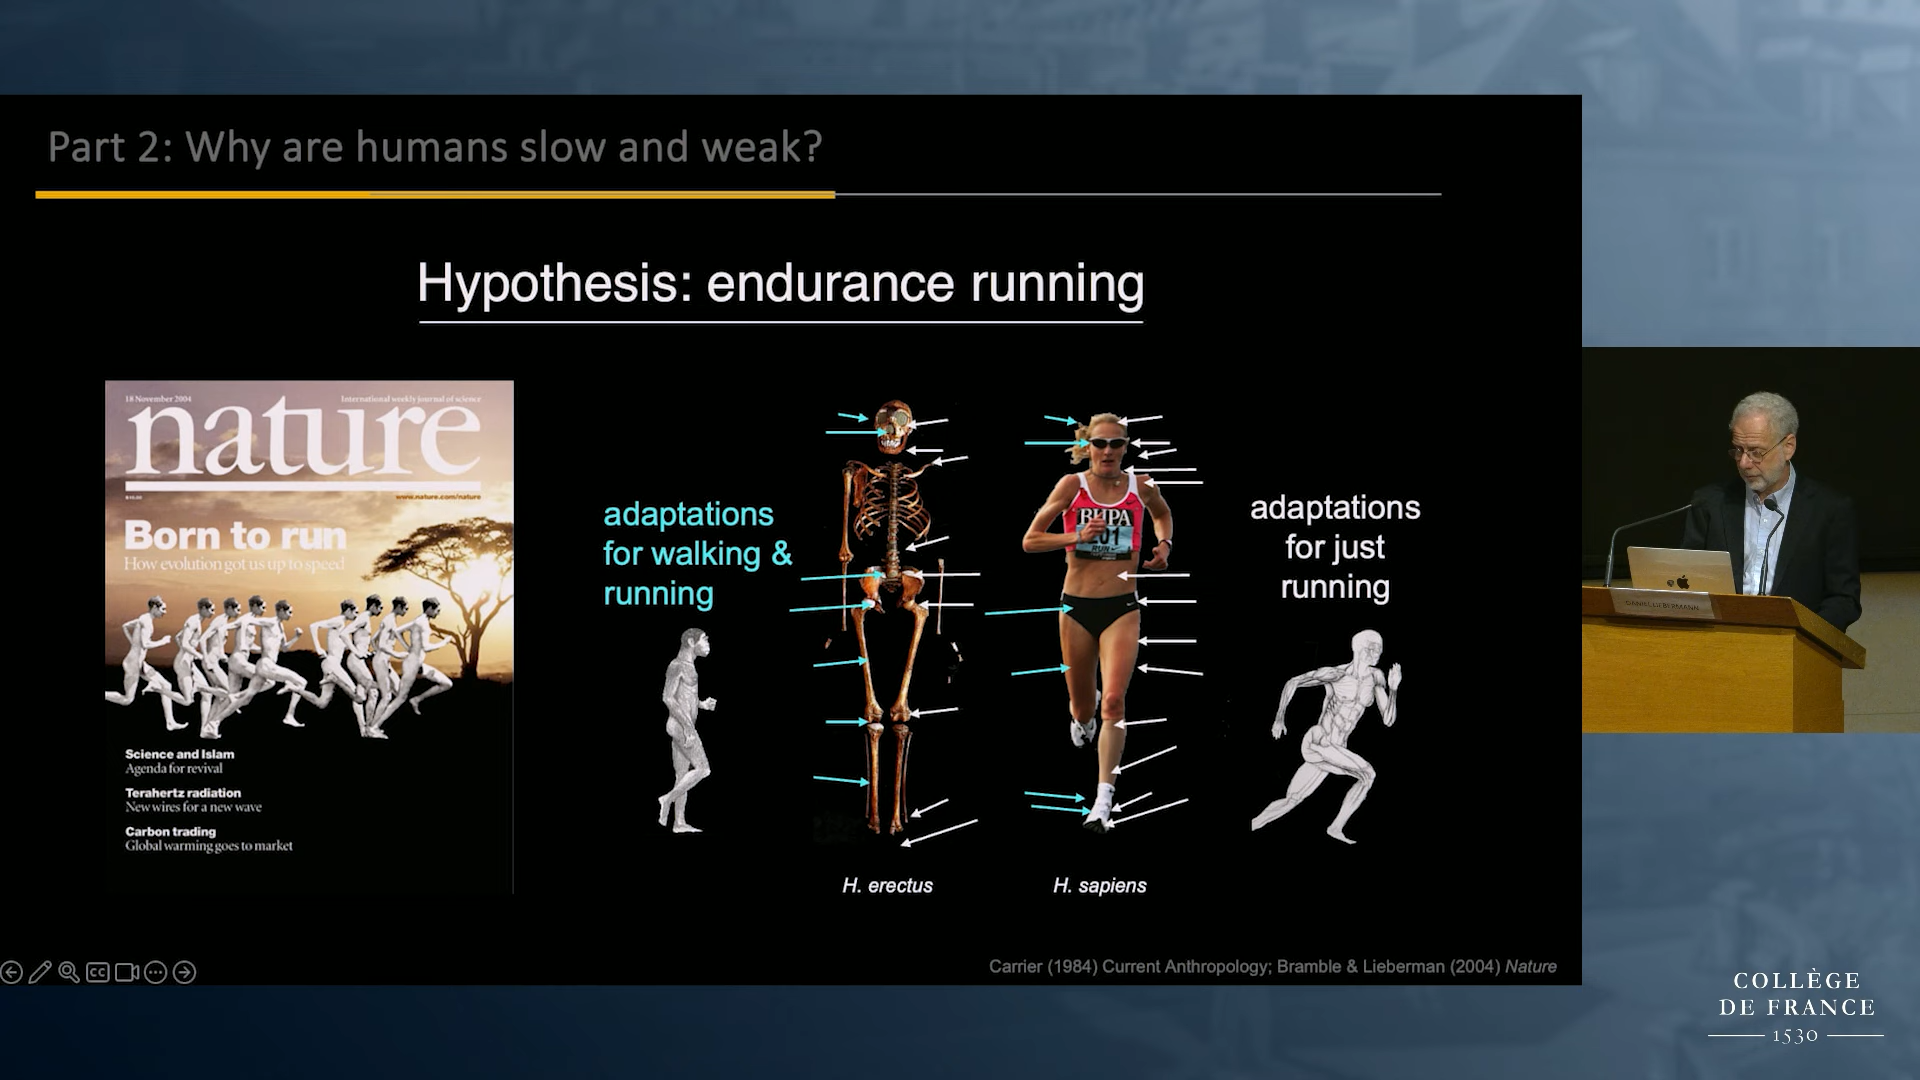 Part 2: Why are humans slow and weak?
Hypothesis: endurance running
18 November 2004
International weekly journal of science
nature
www.nature.com/nature
Born to run
How evolution got us up to speed
Science and Islam
Agenda for revival
Terahertz radiation
New wires for a new wave
Carbon trading
Global warming goes to market
adaptations
for walking &
running
RUN
adaptations
for just
running
H. erectus
H. sapiens
Carrier (1984) Current Anthropology; Bramble & Lieberman (2004) Nature
CC
COLLÈGE
DE FRANCE
1530